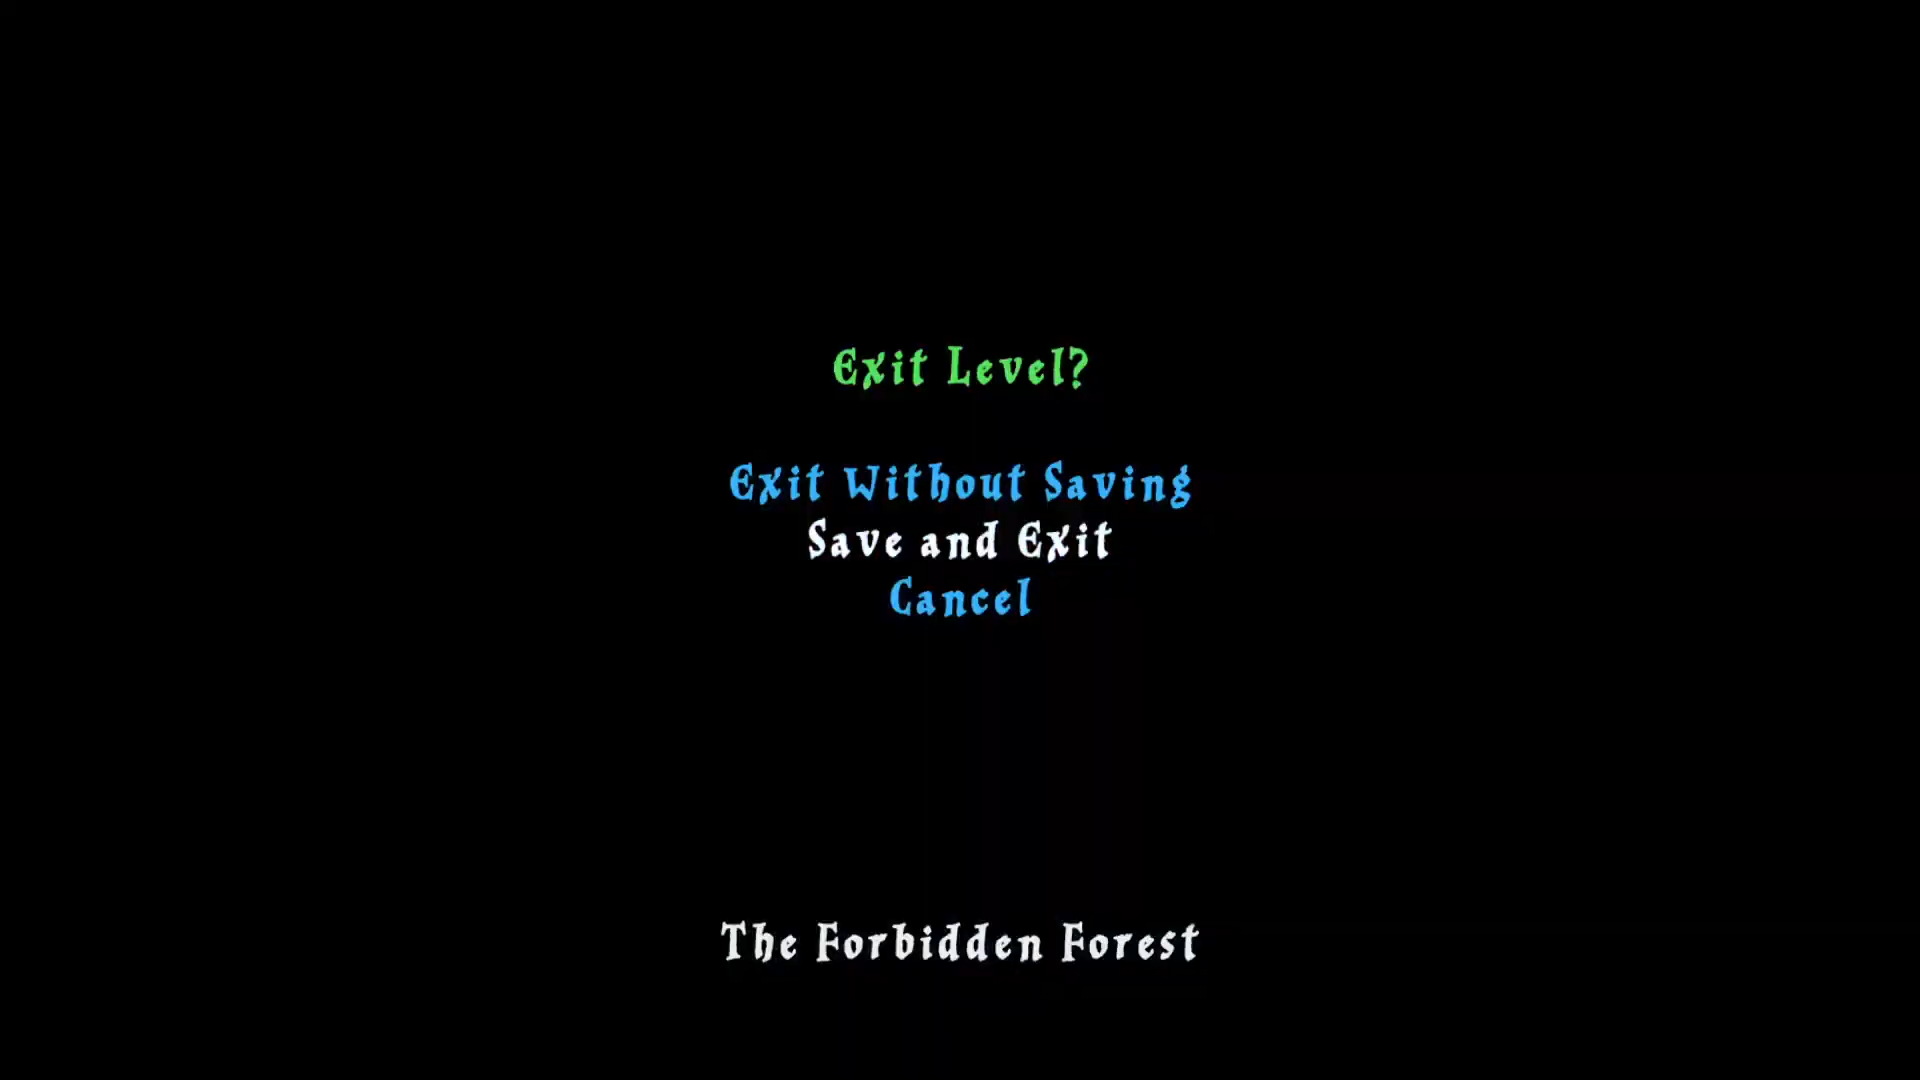 Exit Level?
Exit Without Saving
Save and Exit
Cancel
The Forbidden Forest